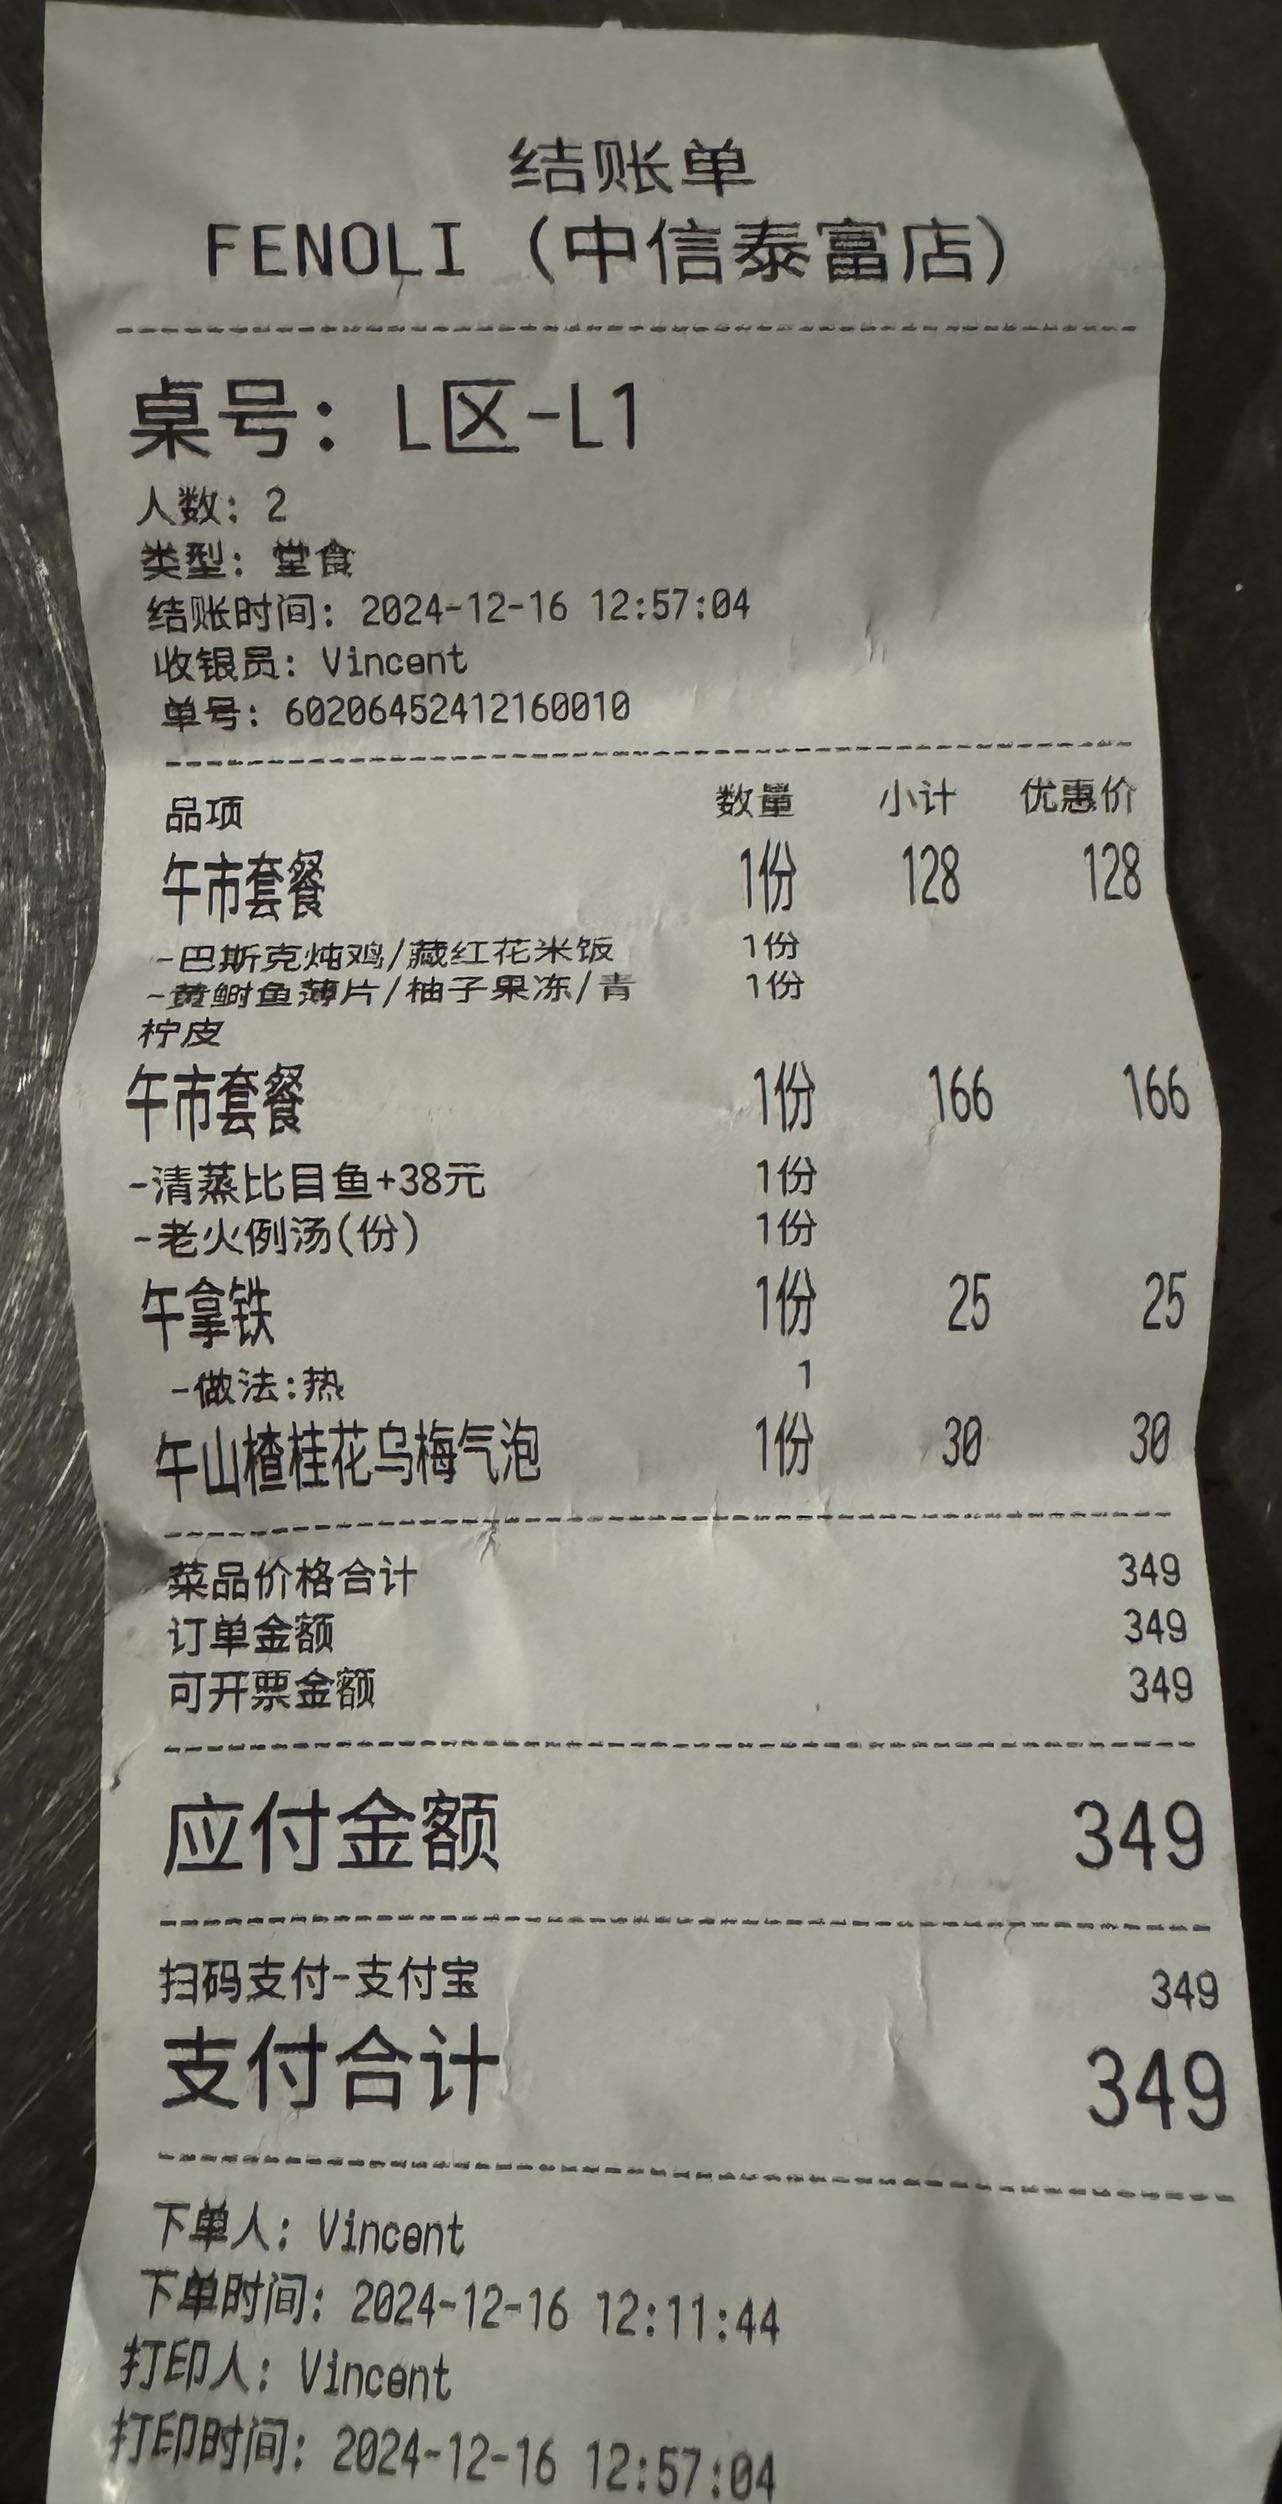 结账单
FENOLI (中信泰富店)
桌号: L区-L1
人数: 2
类型: 堂食
结账时间: 2024-12-16 12:57:04
收银员: Vincent
单号: 60206452412160010
品项 数量 小计 优惠价
午市套餐 1份 128 128
-巴斯克炖鸡/藏红花米饭 1份
-黄鰤鱼薄片/柚子果冻/青 1份
柠皮
午市套餐 1份 166 166
-清蒸比目鱼+38元 1份
-老火例汤(份) 1份
午拿铁 1份 25 25
-做法:热 1
午山楂桂花乌梅气泡 1份 30 30
菜品价格合计 349
订单金额 349
可开票金额 349
应付金额 349
扫码支付-支付宝 349
支付合计 349
下单人: Vincent
下单时间: 2024-12-16 12:11:44
打印人: Vincent
打印时间: 2024-12-16 12:57:04